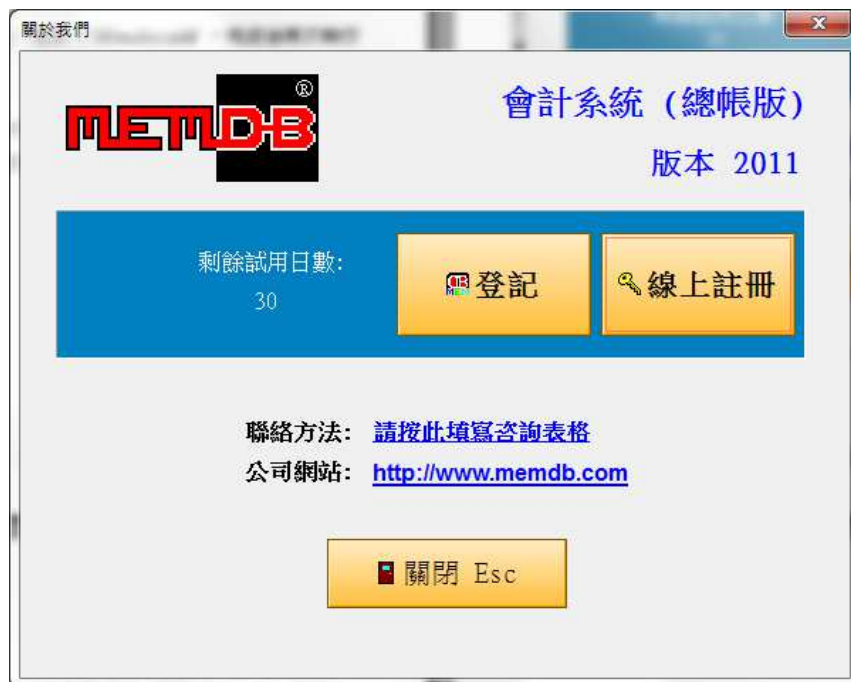 關於我們
MEMDB®
會計系統 (總帳版)
版本 2011
剩餘試用日數:
30
登記
線上註冊
聯絡方法: 請按此填寫咨詢表格
公司網站: http://www.memdb.com
關閉 Esc